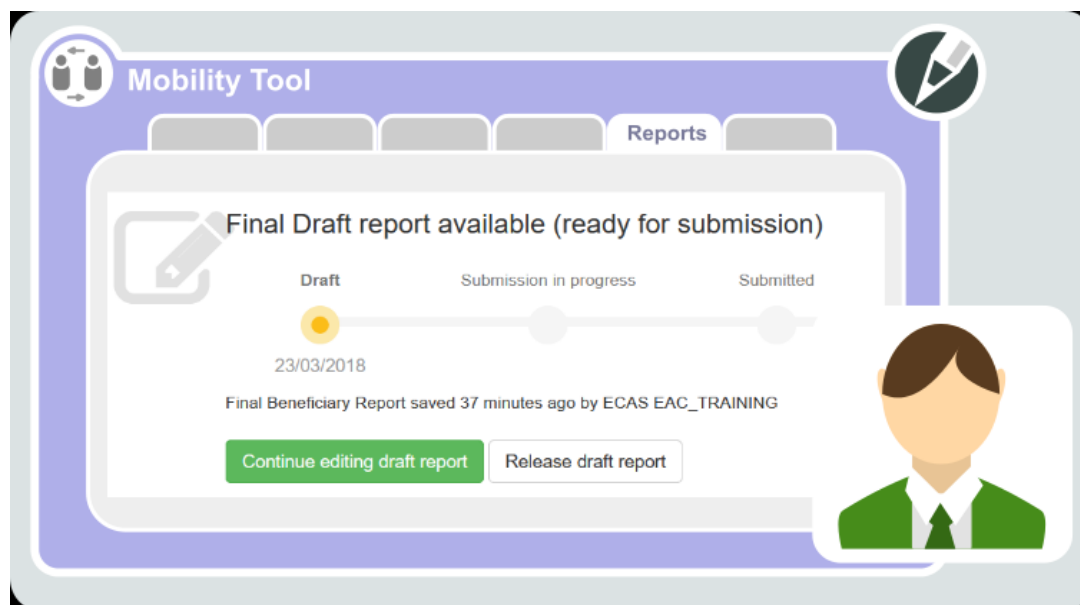 Mobility Tool
Reports
Final Draft report available (ready for submission)
Draft Submission in progress Submitted
23/03/2018
Final Beneficiary Report saved 37 minutes ago by ECAS EAC_TRAINING
Continue editing draft report Release draft report